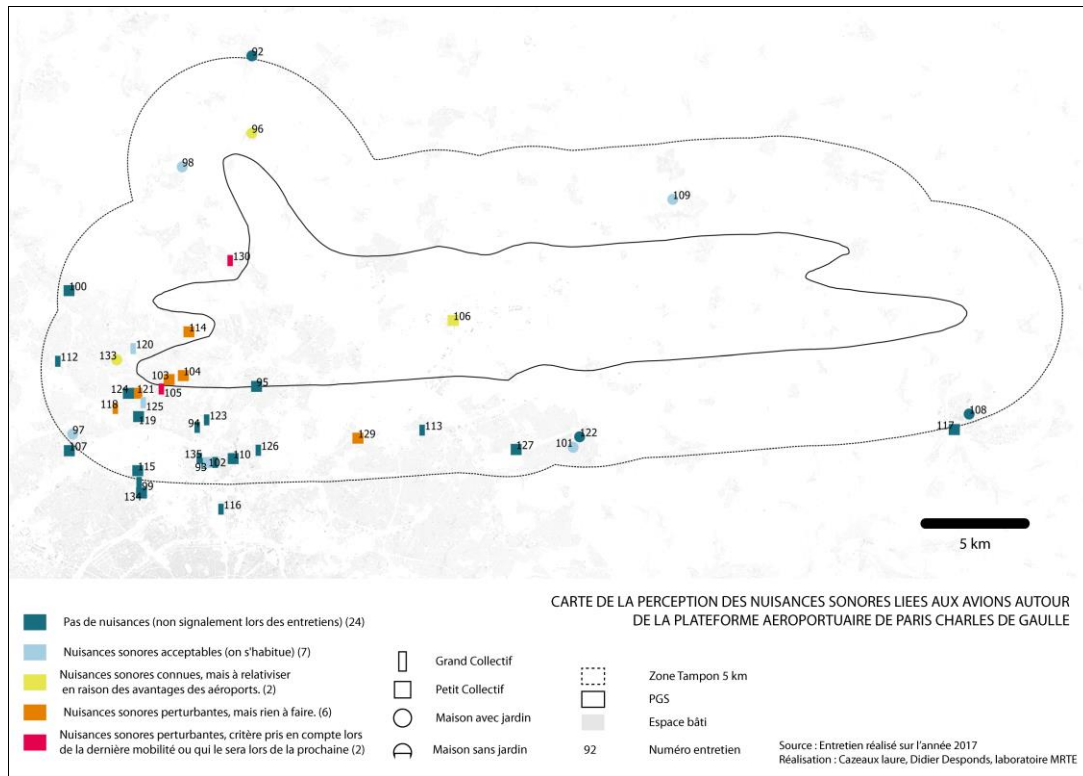 92
96
98
109
130
100
114
106
120
112
133
103
104
95
124
121
105
125
118
119
123
94
97
107
129
113
108
117
122
101
127
126
135
110
93
102
115
99
134
116
5 km
CARTE DE LA PERCEPTION DES NUISANCES SONORES LIEES AUX AVIONS AUTOUR
DE LA PLATEFORME AEROPORTUAIRE DE PARIS CHARLES DE GAULLE
Pas de nuisances (non signalement lors des entretiens) (24)
Nuisances sonores acceptables (on s'habitue) (7)
Nuisances sonores connues, mais à relativiser
en raison des avantages des aéroports. (2)
Nuisances sonores perturbantes, mais rien à faire. (6)
Nuisances sonores perturbantes, critère pris en compte lors
de la dernière mobilité ou qui le sera lors de la prochaine (2)
Grand Collectif
Petit Collectif
Maison avec jardin
Maison sans jardin
Zone Tampon 5 km
PGS
Espace bâti
92 Numéro entretien
Source : Entretien réalisé sur l'année 2017
Réalisation : Cazeaux laure, Didier Desponds, laboratoire MRTE